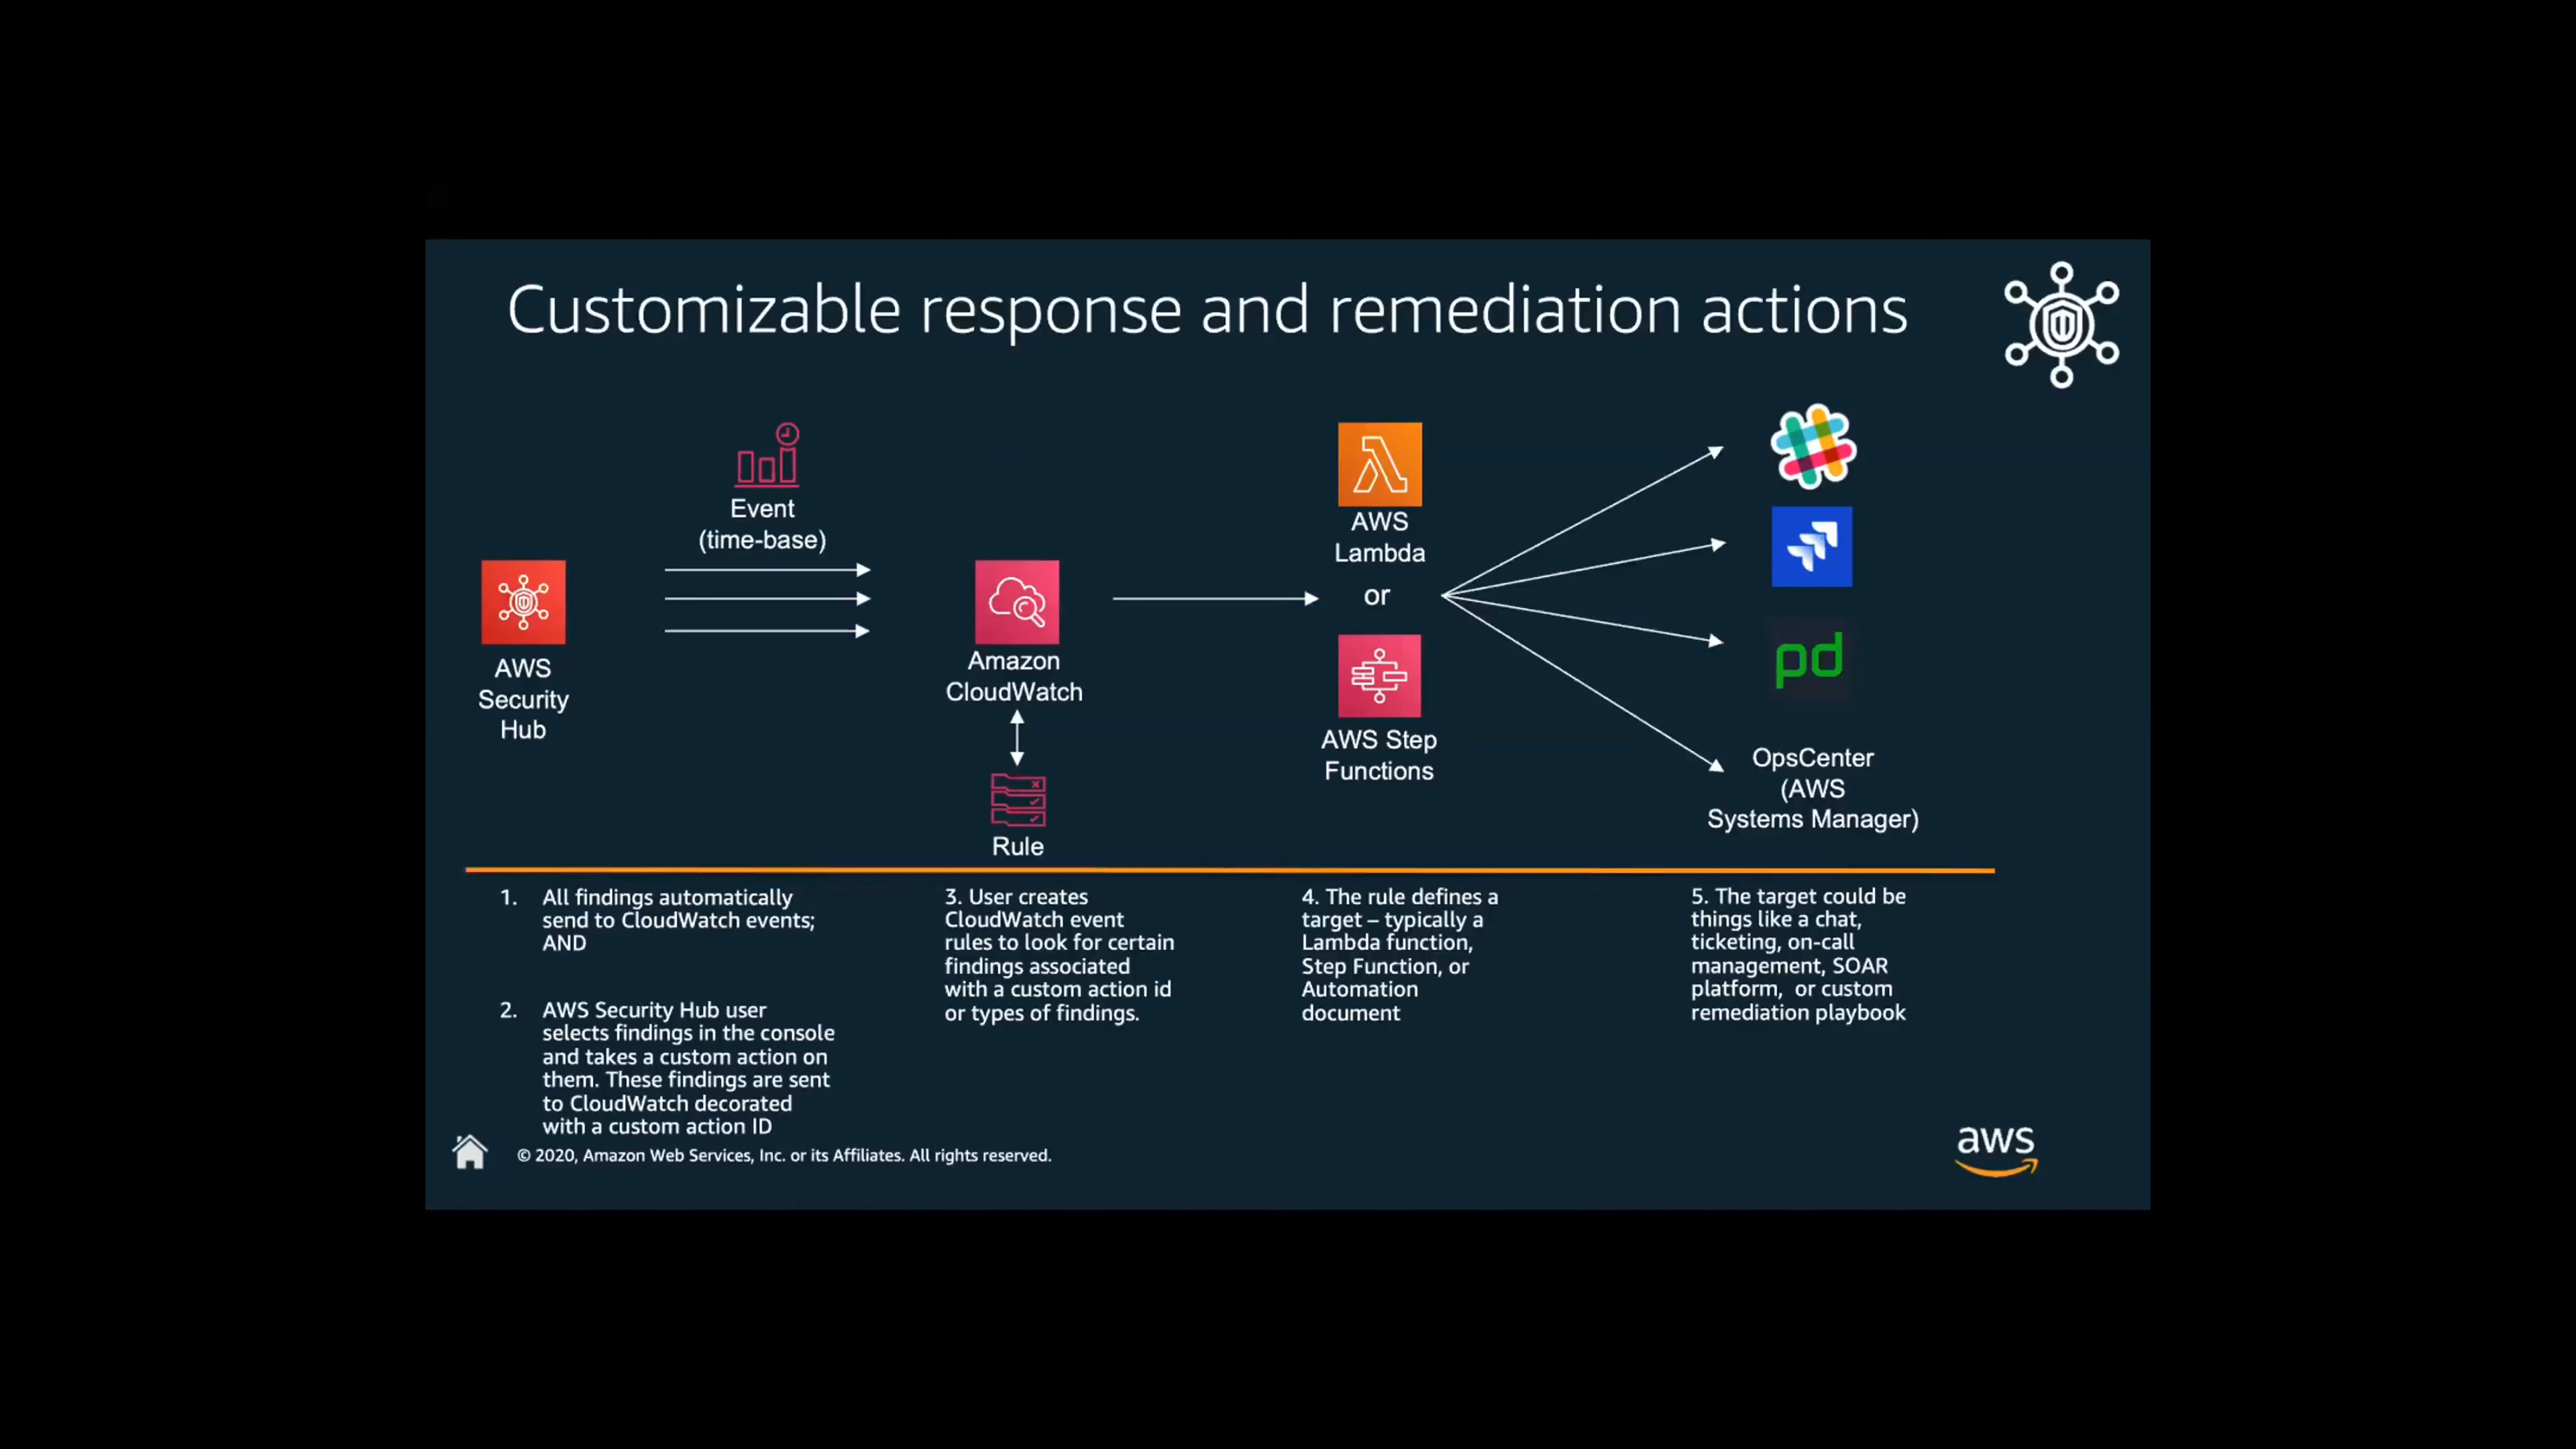 Customizable response and remediation actions
Event
(time-base)
AWS
Security
Hub
Amazon
CloudWatch
Rule
AWS
Lambda
or
AWS Step
Functions
pd
OpsCenter
(AWS
Systems Manager)
1. All findings automatically
send to CloudWatch events;
AND
2. AWS Security Hub user
selects findings in the console
and takes a custom action on
them. These findings are sent
to CloudWatch decorated
with a custom action ID
3. User creates
CloudWatch event
rules to look for certain
findings associated
with a custom action id
or types of findings.
4. The rule defines a
target – typically a
Lambda function,
Step Function, or
Automation
document
5. The target could be
things like a chat,
ticketing, on-call
management, SOAR
platform, or custom
remediation playbook
© 2020, Amazon Web Services, Inc. or its Affiliates. All rights reserved.
aws